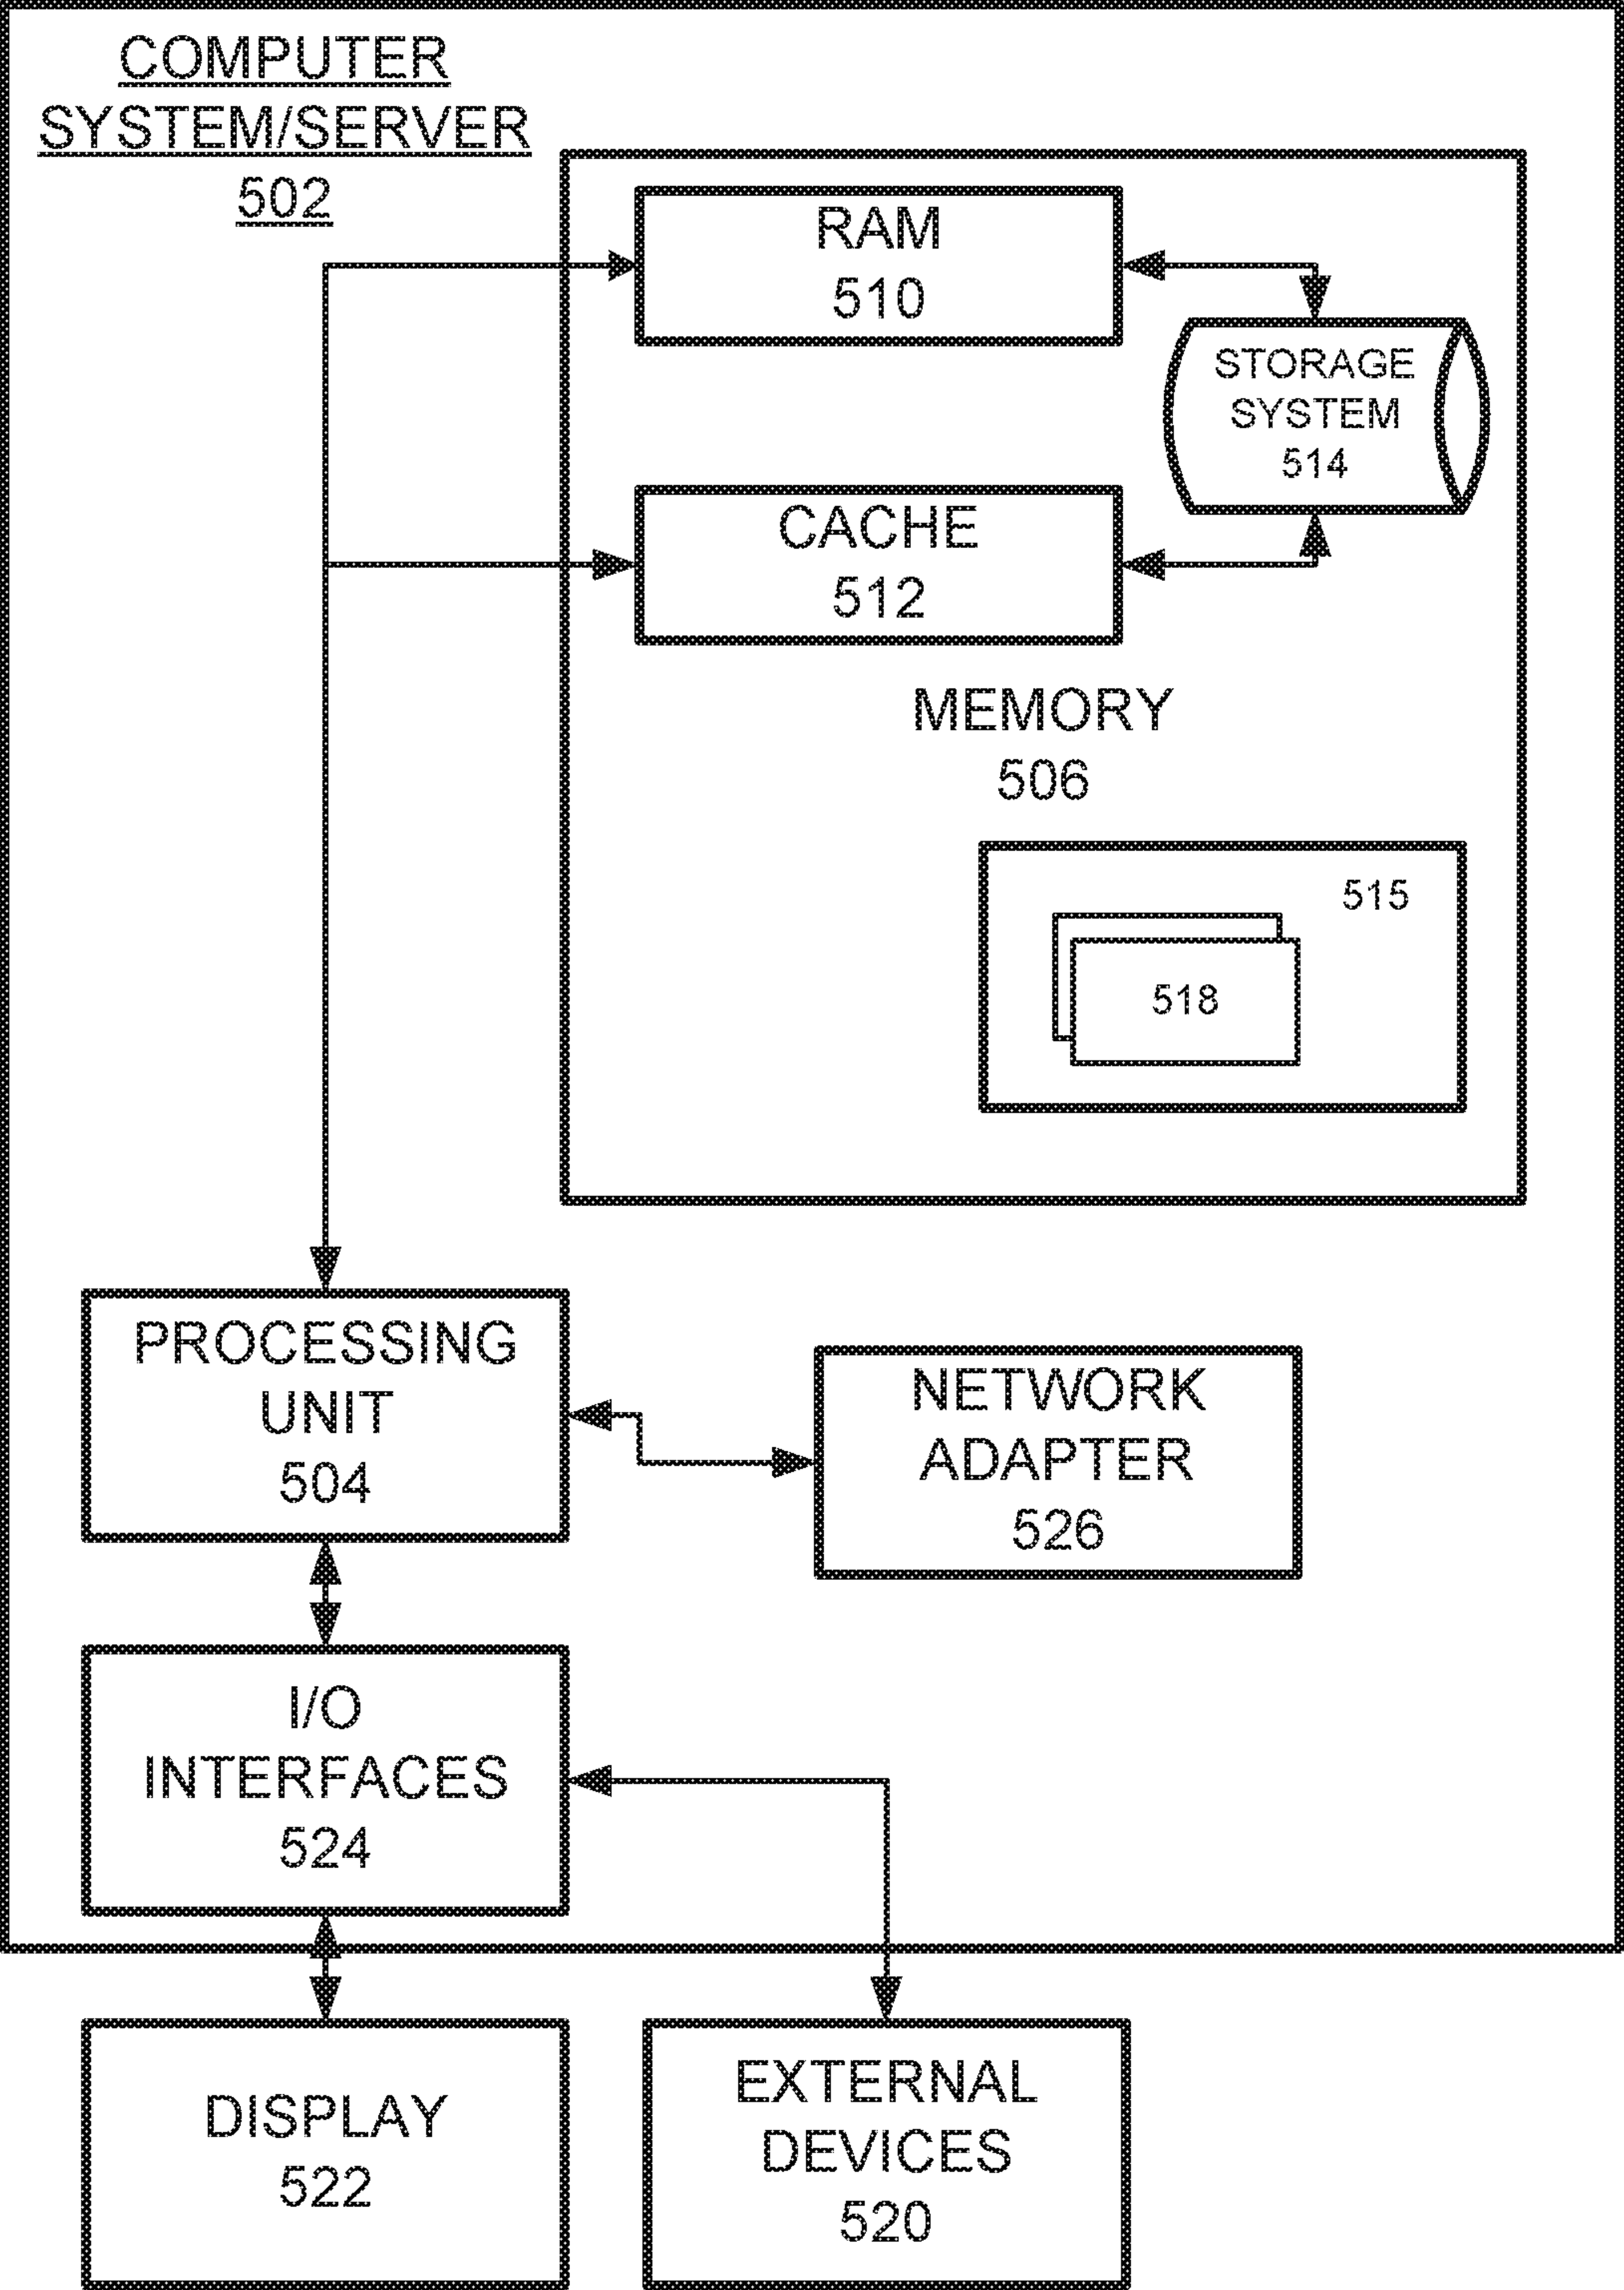 COMPUTER
SYSTEM/SERVER
502
RAM
510
STORAGE
SYSTEM
514
CACHE
512
MEMORY
506
515
518
PROCESSING
UNIT
504
NETWORK
ADAPTER
526
I/O
INTERFACES
524
DISPLAY
522
EXTERNAL
DEVICES
520